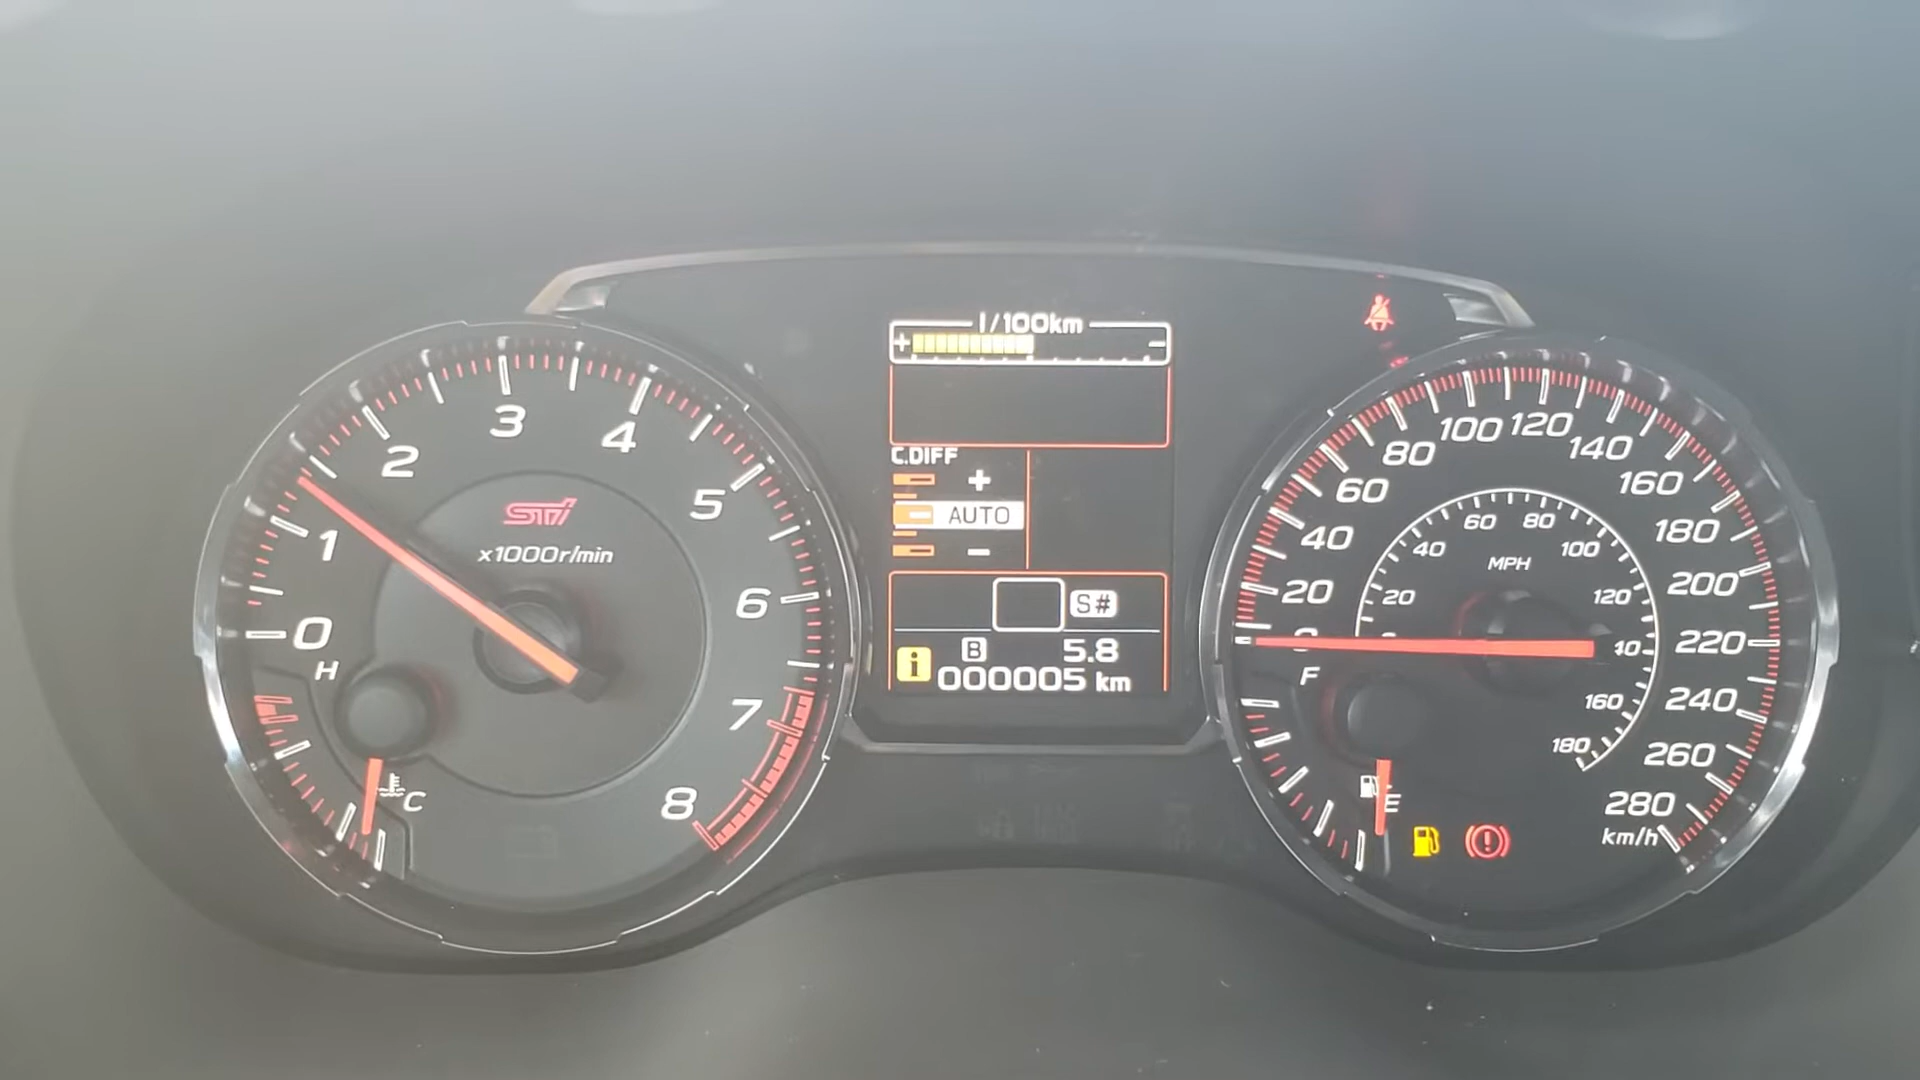 1
2
3
4
5
6
7
8
0
H
C
STI
x1000r/min
l/100km
+ -
C.DIFF
+
AUTO
-
S#
B 5.8
i 000005 km
20
40
60
80
100
120
140
160
180
200
220
240
260
280
km/h
20
40
60
80
100
120
160
180
MPH
F
E